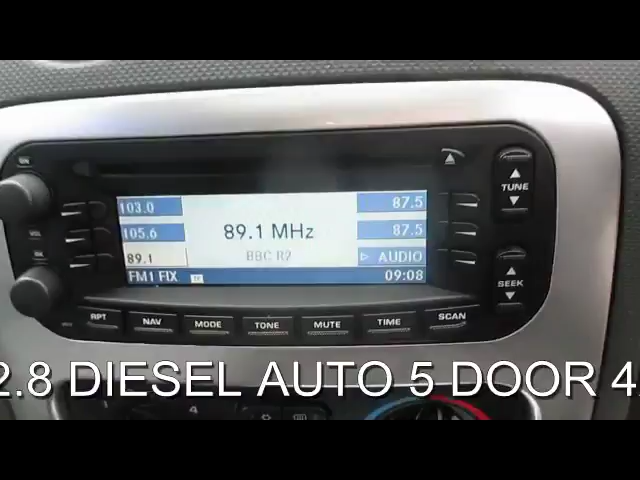 TUNE
103.0 87.5
89.1 MHz
105.6 87.5
89.1 BBC R2 AUDIO
FM1 FIX 09:08
SEEK
RPT NAV MODE TONE MUTE TIME SCAN
2.8 DIESEL AUTO 5 DOOR 4
4